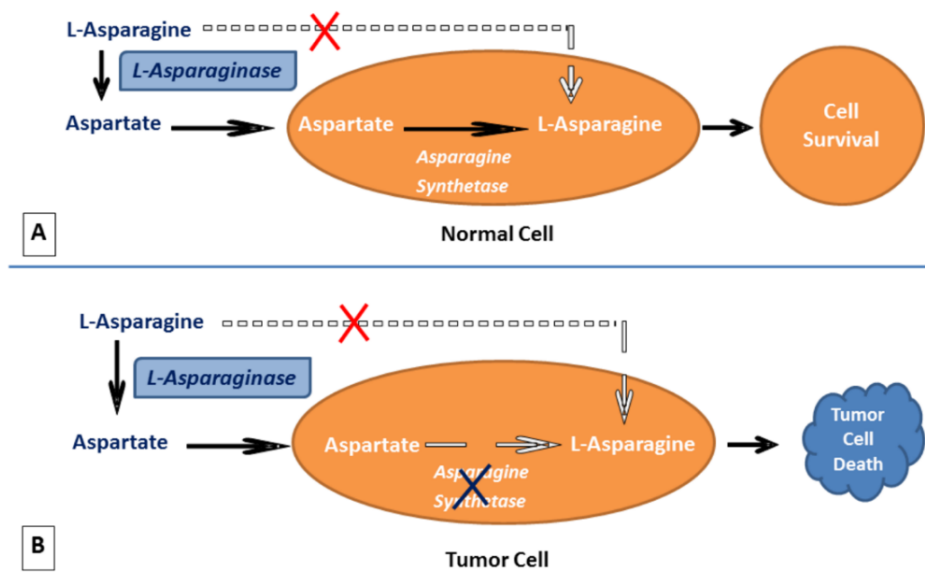 L-Asparagine
L-Asparaginase
Aspartate
Aspartate
L-Asparagine
Asparagine
Synthetase
Cell
Survival
A
Normal Cell
L-Asparagine
L-Asparaginase
Aspartate
Aspartate
L-Asparagine
Asparagine
Synthetase
Tumor
Cell
Death
B
Tumor Cell